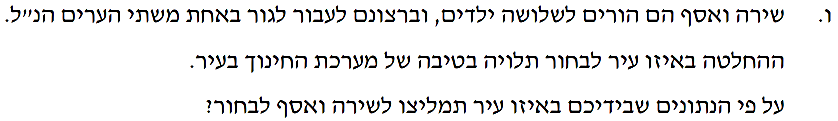 ו. שירה ואסף הם הורים לשלושה ילדים, וברצונם לעבור לגור באחת משתי הערים הנ״ל.
ההחלטה באיזו עיר לבחור תלויה בטיבה של מערכת החינוך בעיר.
על פי הנתונים שבידיכם באיזו עיר תמליצו לשירה ואסף לבחור?